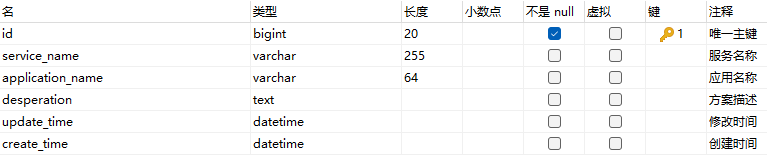 名 类型 长度 小数点 不是 null 虚拟 键 注释
id bigint 20 1 唯一主键
service_name varchar 255 服务名称
application_name varchar 64 应用名称
desperation text 方案描述
update_time datetime 修改时间
create_time datetime 创建时间